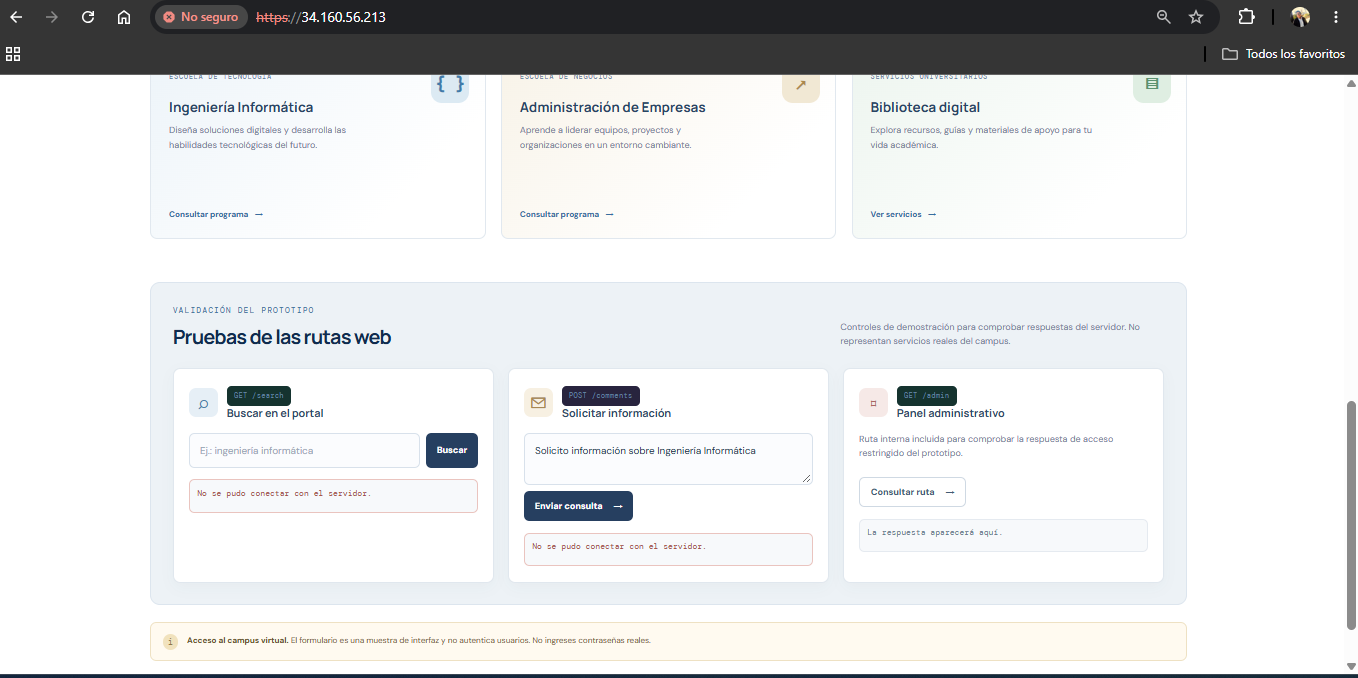 No seguro
https://34.160.56.213
Todos los favoritos
ESCUELA DE TECNOLOGÍA
{ }
Ingeniería Informática
Diseña soluciones digitales y desarrolla las
habilidades tecnológicas del futuro.
Consultar programa →
ESCUELA DE NEGOCIOS
↗
Administración de Empresas
Aprende a liderar equipos, proyectos y
organizaciones en un entorno cambiante.
Consultar programa →
SERVICIOS UNIVERSITARIOS
Biblioteca digital
Explora recursos, guías y materiales de apoyo para tu
vida académica.
Ver servicios →
VALIDACIÓN DEL PROTOTIPO
Pruebas de las rutas web
Controles de demostración para comprobar respuestas del servidor. No
representan servicios reales del campus.
GET /search
Buscar en el portal
Ej.: ingeniería informática
Buscar
No se pudo conectar con el servidor.
POST /comments
Solicitar información
Solicito información sobre Ingeniería Informática
Enviar consulta →
No se pudo conectar con el servidor.
GET /admin
Panel administrativo
Ruta interna incluida para comprobar la respuesta de acceso
restringido del prototipo.
Consultar ruta →
La respuesta aparecerá aquí.
i
Acceso al campus virtual. El formulario es una muestra de interfaz y no autentica usuarios. No ingreses contraseñas reales.